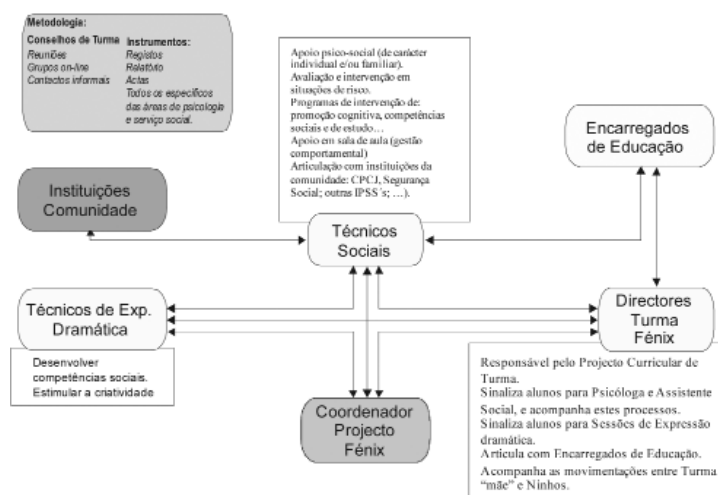 Metodologia:
Conselhos de Turma
Reuniões
Grupos on-line
Contactos informais
Instrumentos:
Registos
Relatório
Actas
Todos os específicos
das áreas de psicologia
e serviço social.
Apoio psico-social (de carácter
individual e/ou familiar).
Avaliação e intervenção em
situações de risco.
Programas de intervenção de:
promoção cognitiva, competências
sociais e de estudo…
Apoio em sala de aula (gestão
comportamental)
Articulação com instituições da
comunidade: CPCJ, Segurança
Social; outras IPSS´s; …).
Encarregados
de Educação
Instituições
Comunidade
Técnicos
Sociais
Técnicos de Exp.
Dramática
Desenvolver
competências sociais.
Estimular a criatividade
Directores
Turma
Fénix
Coordenador
Projecto
Fénix
Responsável pelo Projecto Curricular de
Turma.
Sinaliza alunos para Psicóloga e Assistente
Social, e acompanha estes processos.
Sinaliza alunos para Sessões de Expressão
dramática.
Articula com Encarregados de Educação.
Acompanha as movimentações entre Turma
“mãe” e Ninhos.